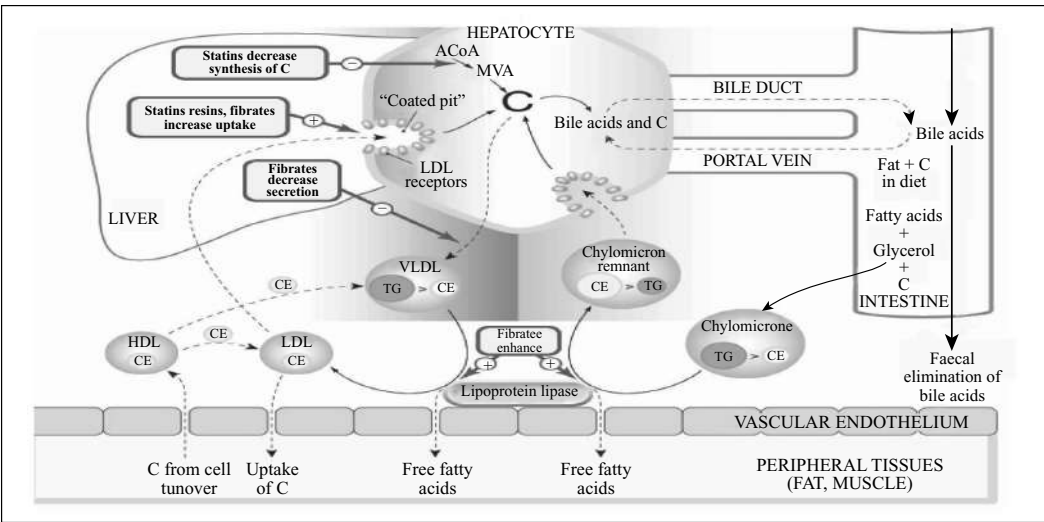 HEPATOCYTE
Statins decrease
synthesis of C
−
ACoA
MVA
C
Statins resins, fibrates
increase uptake
+
“Coated pit”
Bile acids and C
BILE DUCT
Bile acids
LDL
receptors
PORTAL VEIN
Fat + C
in diet
Fibrates
decrease
secretion
−
LIVER
Fatty acids
+
Glycerol
+
C
INTESTINE
VLDL
TG > CE
Chylomicron
remnant
CE > TG
CE
Chylomicrone
TG > CE
HDL
CE
CE
LDL
CE
Fibratee
enhance
+
+
Lipoprotein lipase
Faecal
elimination of
bile acids
VASCULAR ENDOTHELIUM
C from cell
tunover
Uptake
of C
Free fatty
acids
Free fatty
acids
PERIPHERAL TISSUES
(FAT, MUSCLE)